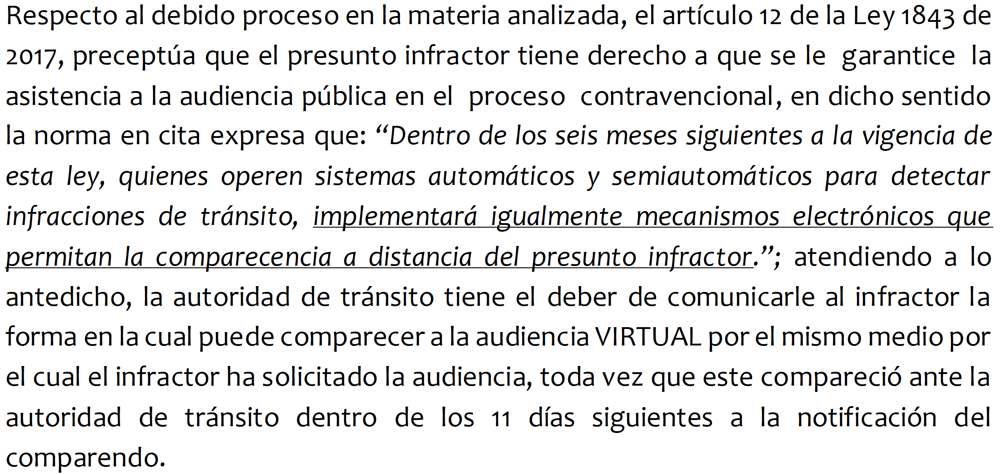 Respecto al debido proceso en la materia analizada, el artículo 12 de la Ley 1843 de
2017, preceptúa que el presunto infractor tiene derecho a que se le garantice la
asistencia a la audiencia pública en el proceso contravencional, en dicho sentido
la norma en cita expresa que: “Dentro de los seis meses siguientes a la vigencia de
esta ley, quienes operen sistemas automáticos y semiautomáticos para detectar
infracciones de tránsito, implementará igualmente mecanismos electrónicos que
permitan la comparecencia a distancia del presunto infractor.”; atendiendo a lo
antedicho, la autoridad de tránsito tiene el deber de comunicarle al infractor la
forma en la cual puede comparecer a la audiencia VIRTUAL por el mismo medio por
el cual el infractor ha solicitado la audiencia, toda vez que este compareció ante la
autoridad de tránsito dentro de los 11 días siguientes a la notificación del
comparendo.